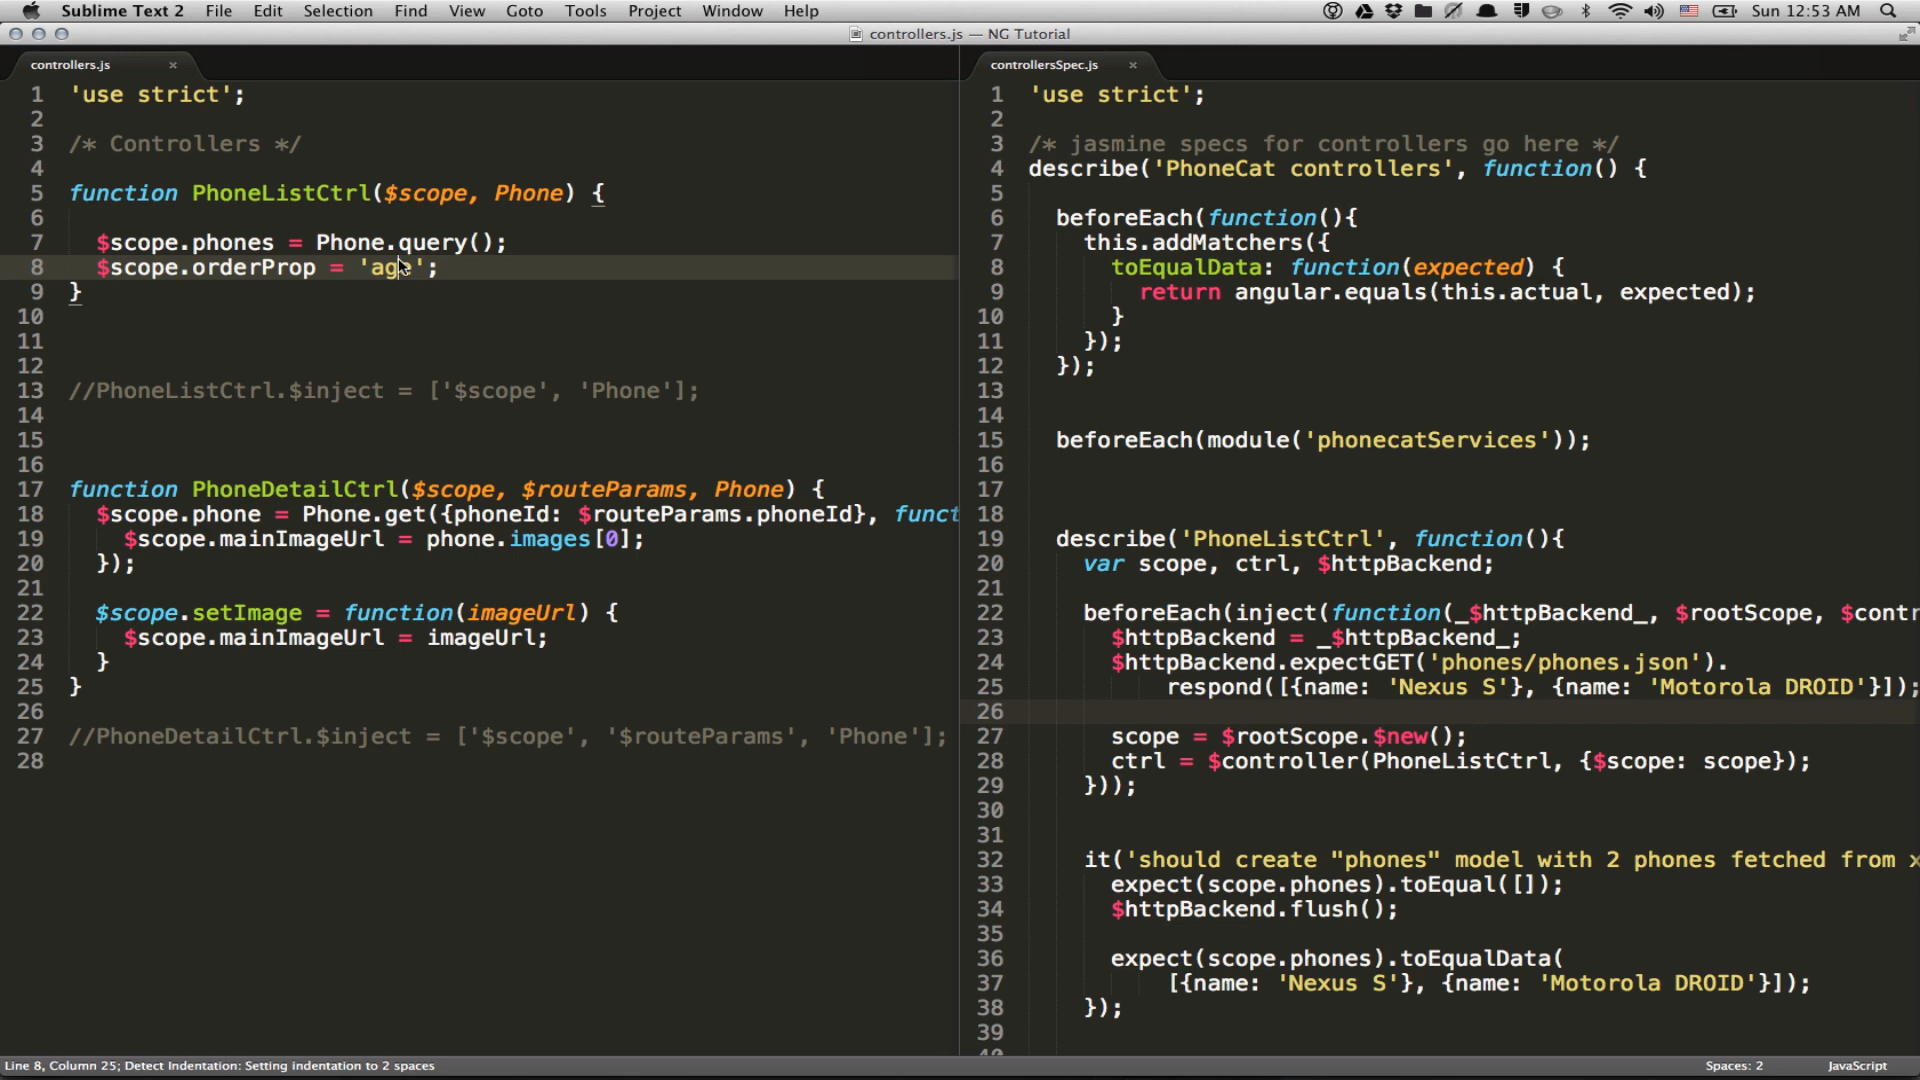 Sublime Text 2 File Edit Selection Find View Goto Tools Project Window Help Sun 12:53 AM
controllers.js — NG Tutorial
controllers.js ×
1 'use strict';
2
3 /* Controllers */
4
5 function PhoneListCtrl($scope, Phone) {
6
7 $scope.phones = Phone.query();
8 $scope.orderProp = 'age';
9 }
10
11
12
13 //PhoneListCtrl.$inject = ['$scope', 'Phone'];
14
15
16
17 function PhoneDetailCtrl($scope, $routeParams, Phone) {
18 $scope.phone = Phone.get({phoneId: $routeParams.phoneId}, funct
19 $scope.mainImageUrl = phone.images[0];
20 });
21
22 $scope.setImage = function(imageUrl) {
23 $scope.mainImageUrl = imageUrl;
24 }
25 }
26
27 //PhoneDetailCtrl.$inject = ['$scope', '$routeParams', 'Phone'];
28
controllersSpec.js ×
1 'use strict';
2
3 /* jasmine specs for controllers go here */
4 describe('PhoneCat controllers', function() {
5
6 beforeEach(function(){
7 this.addMatchers({
8 toEqualData: function(expected) {
9 return angular.equals(this.actual, expected);
10 }
11 });
12 });
13
14
15 beforeEach(module('phonecatServices'));
16
17
18
19 describe('PhoneListCtrl', function(){
20 var scope, ctrl, $httpBackend;
21
22 beforeEach(inject(function(_$httpBackend_, $rootScope, $contr
23 $httpBackend = _$httpBackend_;
24 $httpBackend.expectGET('phones/phones.json').
25 respond([{name: 'Nexus S'}, {name: 'Motorola DROID'}]);
26
27 scope = $rootScope.$new();
28 ctrl = $controller(PhoneListCtrl, {$scope: scope});
29 }));
30
31
32 it('should create "phones" model with 2 phones fetched from x
33 expect(scope.phones).toEqual([]);
34 $httpBackend.flush();
35
36 expect(scope.phones).toEqualData(
37 [{name: 'Nexus S'}, {name: 'Motorola DROID'}]);
38 });
39
40
Line 8, Column 25; Detect Indentation: Setting indentation to 2 spaces Spaces: 2 JavaScript